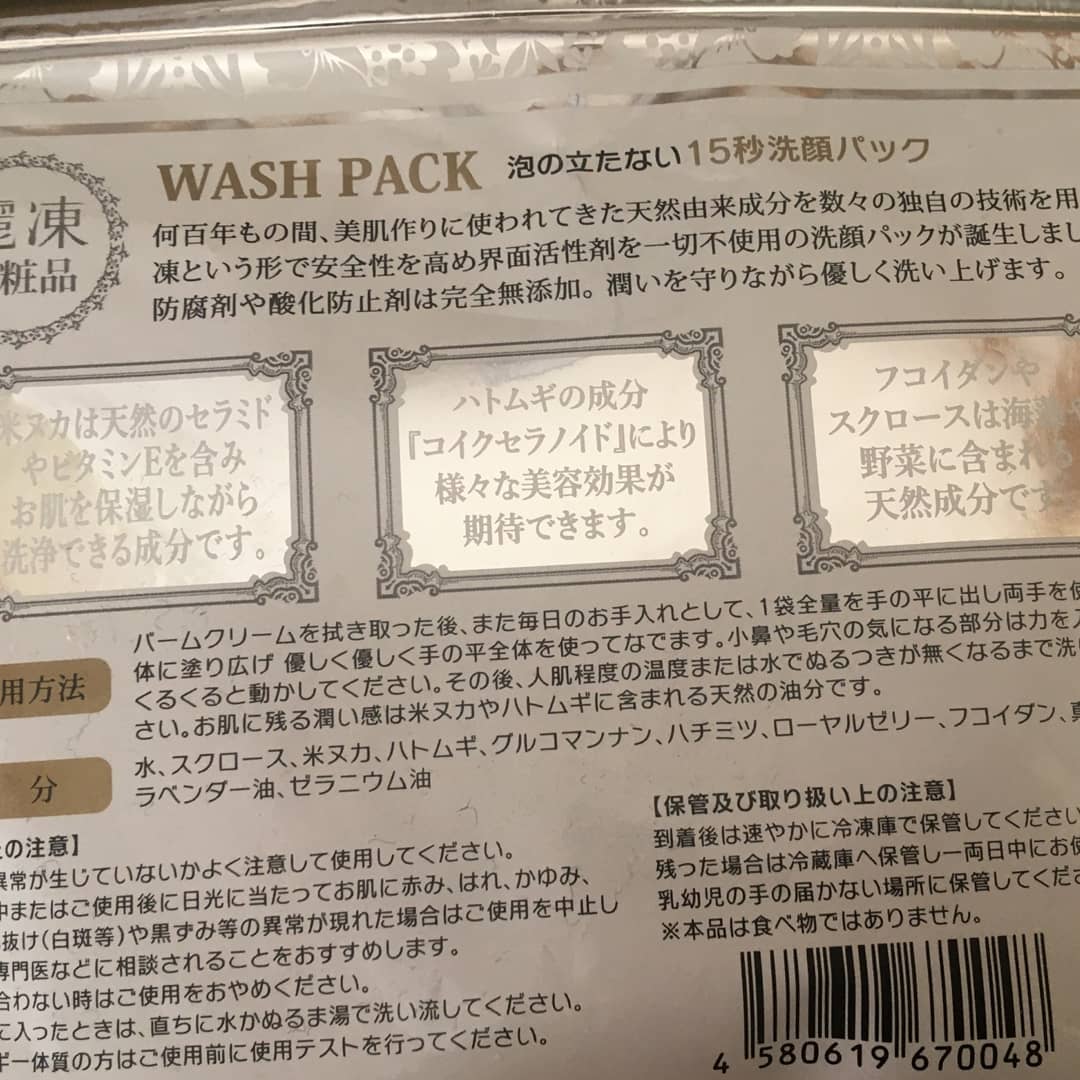 WASH PACK 泡の立たない15秒洗顔パック
凍
粧品
何百年もの間、美肌作りに使われてきた天然由来成分を数々の独自の技術を用
凍という形で安全性を高め界面活性剤を一切不使用の洗顔パックが誕生しまし
防腐剤や酸化防止剤は完全無添加。潤いを守りながら優しく洗い上げます。
米ヌカは天然のセラミド
やビタミンEを含み
お肌を保湿しながら
洗浄できる成分です。
ハトムギの成分
『コイクセラノイド』により
様々な美容効果が
期待できます。
フコイダンや
スクロースは海藻や
野菜に含まれる
天然成分です
用方法
バームクリームを拭き取った後、また毎日のお手入れとして、1袋全量を手の平に出し両手を使
体に塗り広げ 優しく優しく手の平全体を使ってなでます。小鼻や毛穴の気になる部分は力を入
くるくると動かしてください。その後、人肌程度の温度または水でぬるつきが無くなるまで洗い
さい。お肌に残る潤い感は米ヌカやハトムギに含まれる天然の油分です。
分
水、スクロース、米ヌカ、ハトムギ、グルコマンナン、ハチミツ、ローヤルゼリー、フコイダン、真
ラベンダー油、ゼラニウム油
上の注意】
異常が生じていないかよく注意して使用してください。
中またはご使用後に日光に当たってお肌に赤み、はれ、かゆみ、
抜け(白斑等)や黒ずみ等の異常が現れた場合はご使用を中止し
専門医などに相談されることをおすすめします。
合わない時はご使用をおやめください。
に入ったときは、直ちに水かぬるま湯で洗い流してください。
ギー体質の方はご使用前に使用テストを行ってください。
【保管及び取り扱い上の注意】
到着後は速やかに冷凍庫で保管してください
残った場合は冷蔵庫へ保管し一両日中にお使
乳幼児の手の届かない場所に保管してくださ
※本品は食べ物ではありません。
4 580619 670048